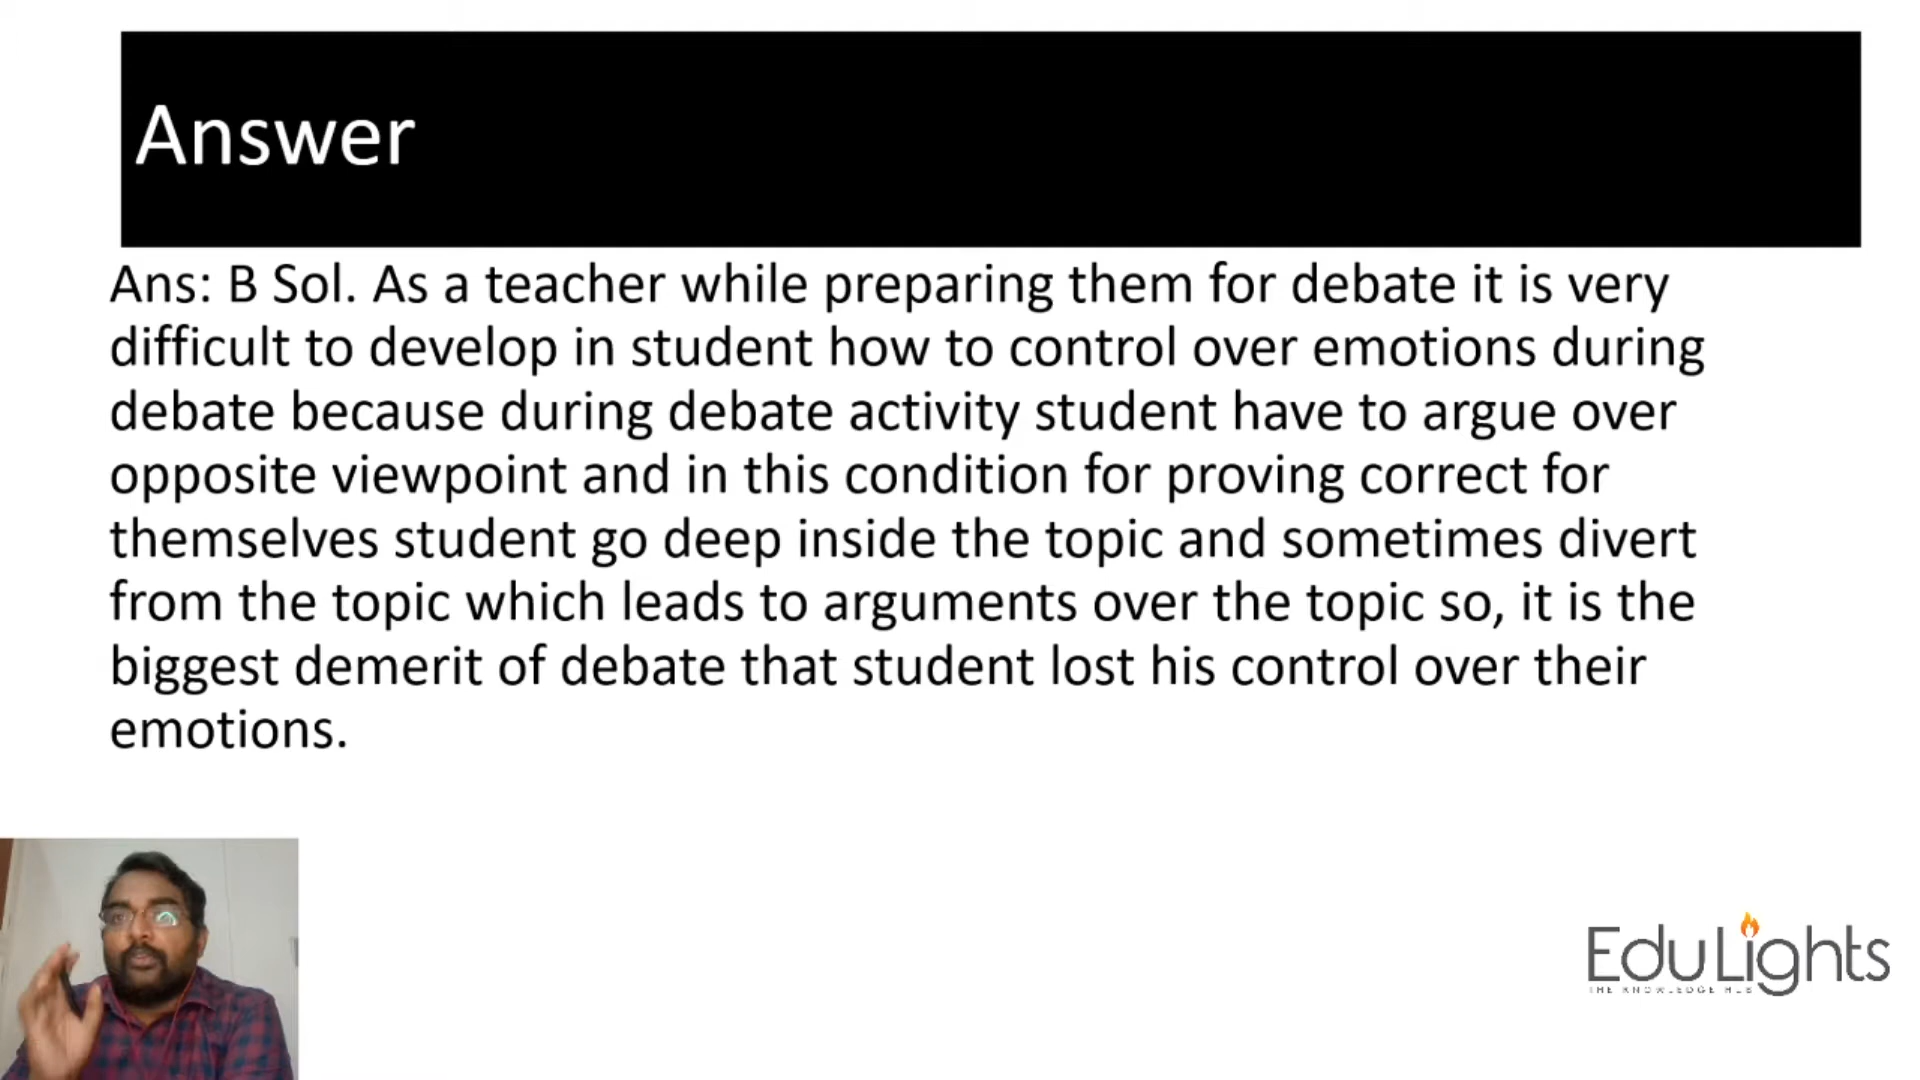 Answer
Ans: B Sol. As a teacher while preparing them for debate it is very
difficult to develop in student how to control over emotions during
debate because during debate activity student have to argue over
opposite viewpoint and in this condition for proving correct for
themselves student go deep inside the topic and sometimes divert
from the topic which leads to arguments over the topic so, it is the
biggest demerit of debate that student lost his control over their
emotions.
EduLights
THE KNOWLEDGE HUB